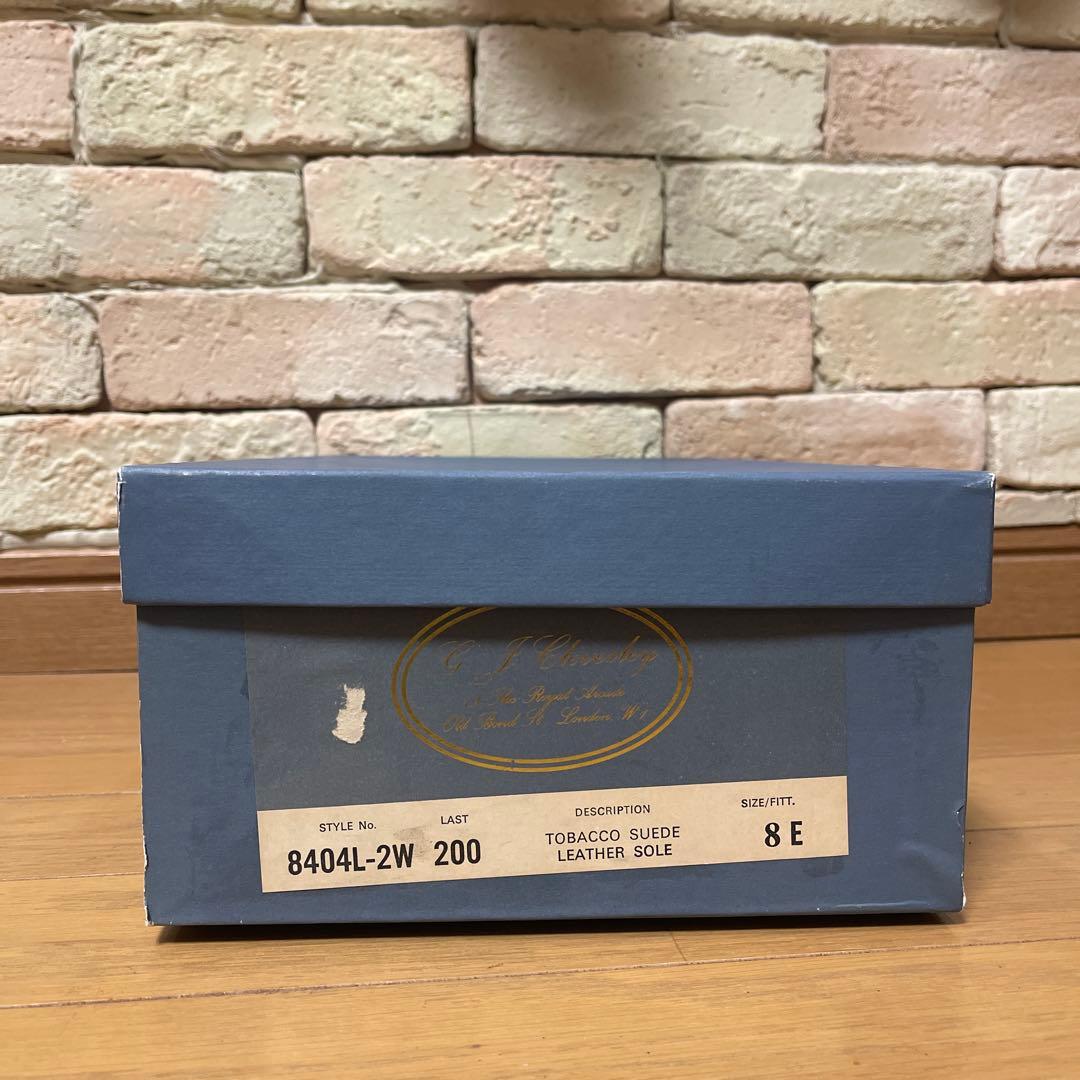 G J Cleverley
13 The Royal Arcade
Old Bond St London, W1
STYLE No. LAST DESCRIPTION SIZE/FITT.
8404L-2W 200 TOBACCO SUEDE 8 E
LEATHER SOLE